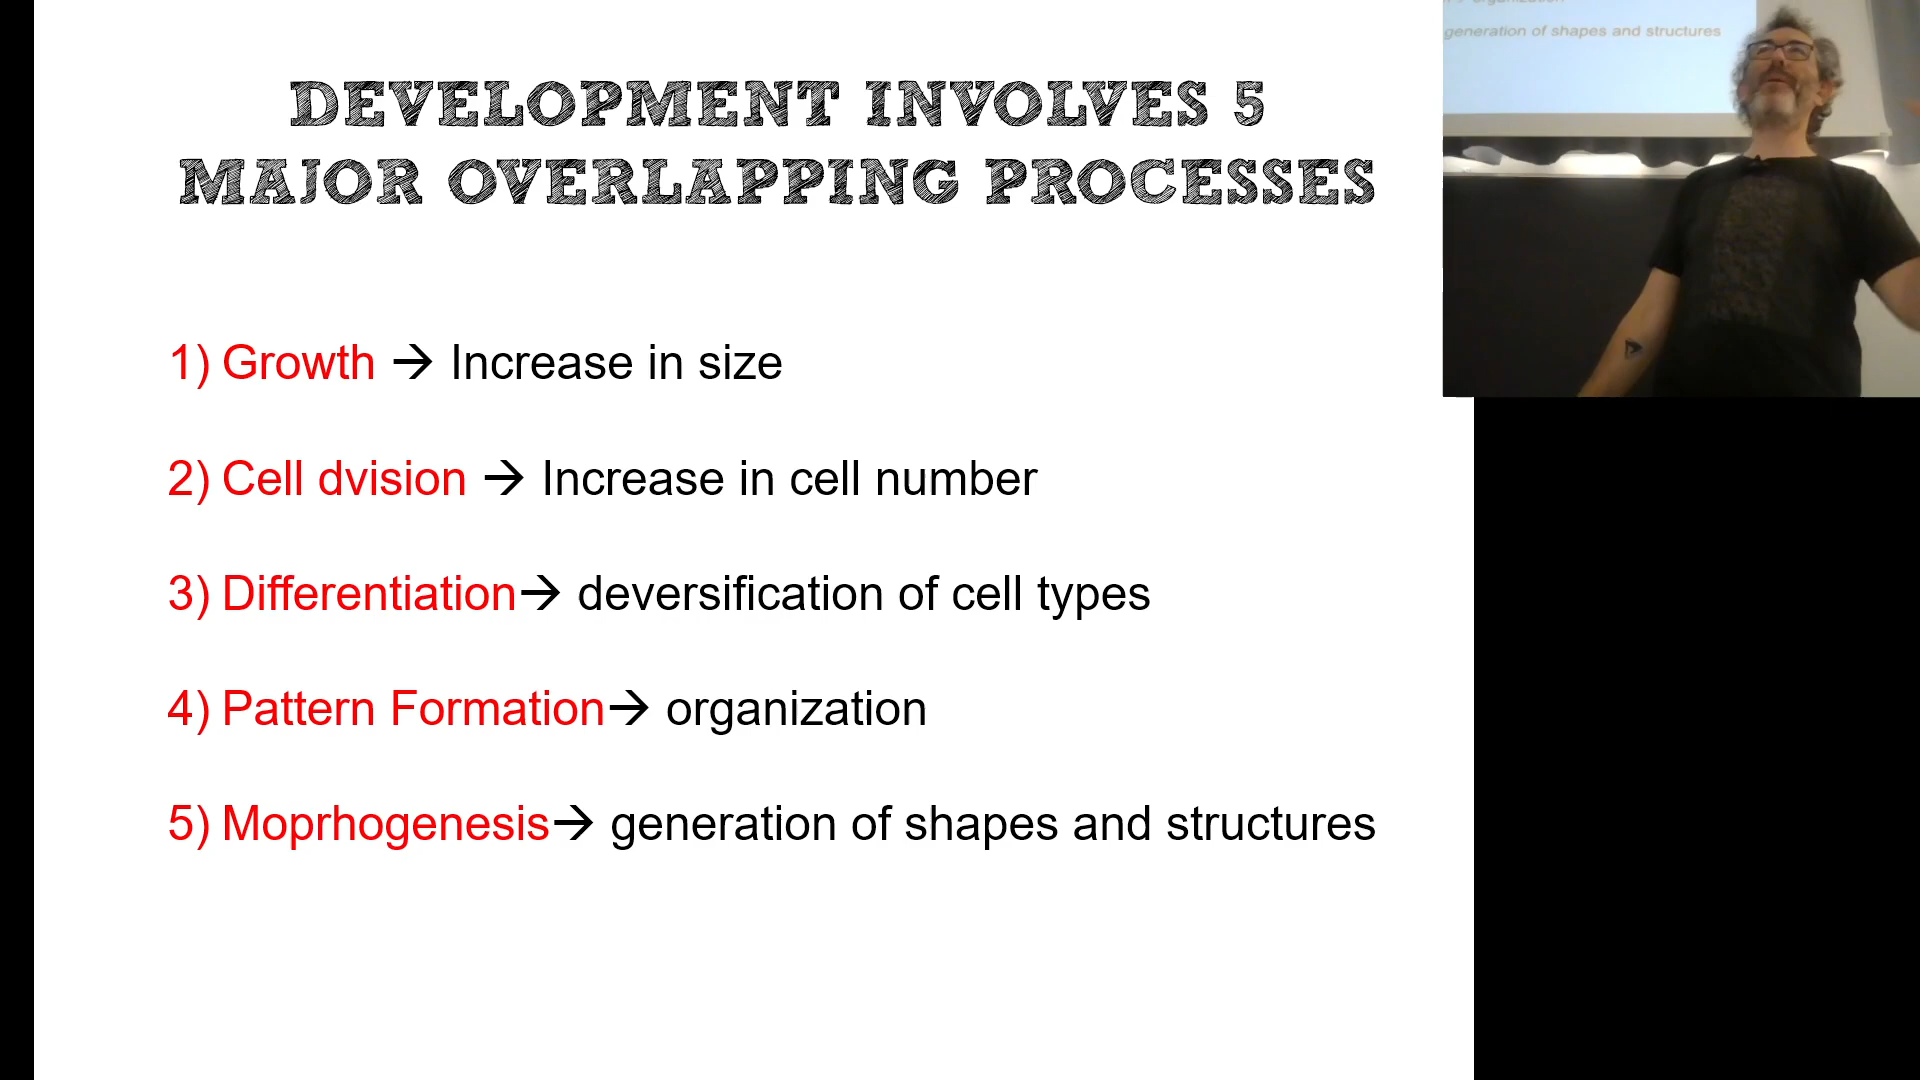 DEVELOPMENT INVOLVES 5
MAJOR OVERLAPPING PROCESSES
1) Growth → Increase in size
2) Cell dvision → Increase in cell number
3) Differentiation→ deversification of cell types
4) Pattern Formation→ organization
5) Moprhogenesis→ generation of shapes and structures
organization
generation of shapes and structures